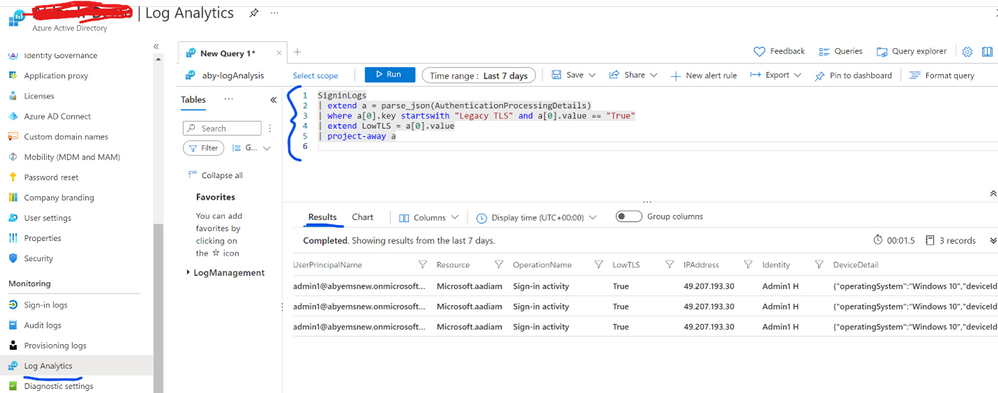 | Log Analytics
Azure Active Directory
Identity Governance
Application proxy
Licenses
Azure AD Connect
Custom domain names
Mobility (MDM and MAM)
Password reset
Company branding
User settings
Properties
Security
Monitoring
Sign-in logs
Audit logs
Provisioning logs
Log Analytics
Diagnostic settings
New Query 1*
Feedback
Queries
Query explorer
aby-logAnalysis
Select scope
Run
Time range : Last 7 days
Save
Share
New alert rule
Export
Pin to dashboard
Format query
Tables
Search
Filter
G...
Collapse all
Favorites
You can add
favorites by
clicking on
the ☆ icon
LogManagement
1 SigninLogs
2 | extend a = parse_json(AuthenticationProcessingDetails)
3 | where a[0].key startswith "Legacy TLS" and a[0].value == "True"
4 | extend LowTLS = a[0].value
5 | project-away a
6
Results
Chart
Columns
Display time (UTC+00:00)
Group columns
Completed. Showing results from the last 7 days.
00:01.5
3 records
UserPrincipalName Resource OperationName LowTLS IPAddress Identity DeviceDetail
admin1@abyemsnew.onmicrosoft... Microsoft.aadiam Sign-in activity True 49.207.193.30 Admin1 H {"operatingSystem":"Windows 10","deviceId
admin1@abyemsnew.onmicrosoft... Microsoft.aadiam Sign-in activity True 49.207.193.30 Admin1 H {"operatingSystem":"Windows 10","deviceId
admin1@abyemsnew.onmicrosoft... Microsoft.aadiam Sign-in activity True 49.207.193.30 Admin1 H {"operatingSystem":"Windows 10","deviceId